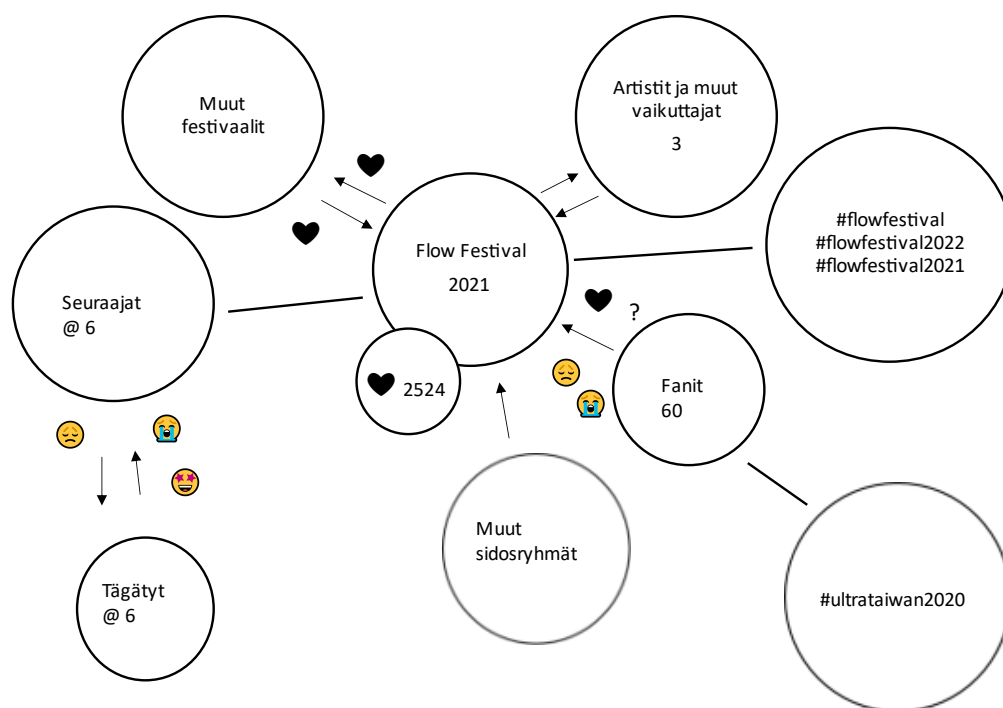 Muut
festivaalit
Artistit ja muut
vaikuttajat
3
#flowfestival
#flowfestival2022
#flowfestival2021
Flow Festival
2021
Seuraajat
@ 6
?
2524
Fanit
60
Muut
sidosryhmät
Tägätyt
@ 6
#ultrataiwan2020